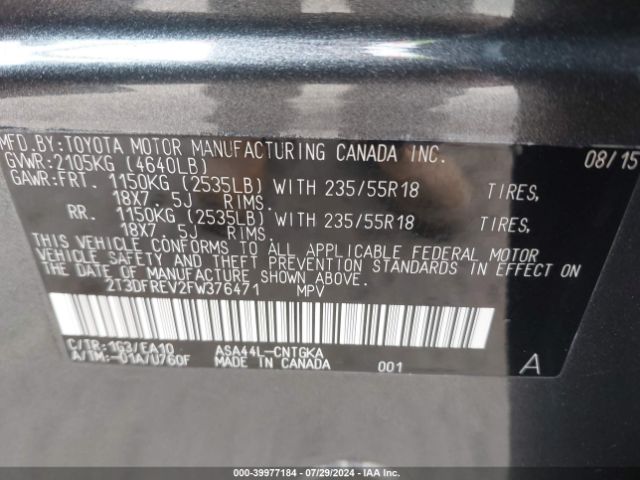 MFD.BY:TOYOTA MOTOR MANUFACTURING CANADA INC. 08/15
GVWR:2105KG (4640LB)
GAWR:FRT. 1150KG (2535LB) WITH 235/55R18 TIRES,
18X7.5J RIMS.
RR. 1150KG (2535LB) WITH 235/55R18 TIRES,
18X7.5J RIMS.
THIS VEHICLE CONFORMS TO ALL APPLICABLE FEDERAL MOTOR
VEHICLE SAFETY AND THEFT PREVENTION STANDARDS IN EFFECT ON
THE DATE OF MANUFACTURE SHOWN ABOVE.
2T3DFREV2FW376471 MPV
C/TR:1G3/EA10 ASA44L-CNTGKA
A/TM:-01A/U760F MADE IN CANADA 001 A
000-39977184 / 07/29/2024 / IAA Inc.